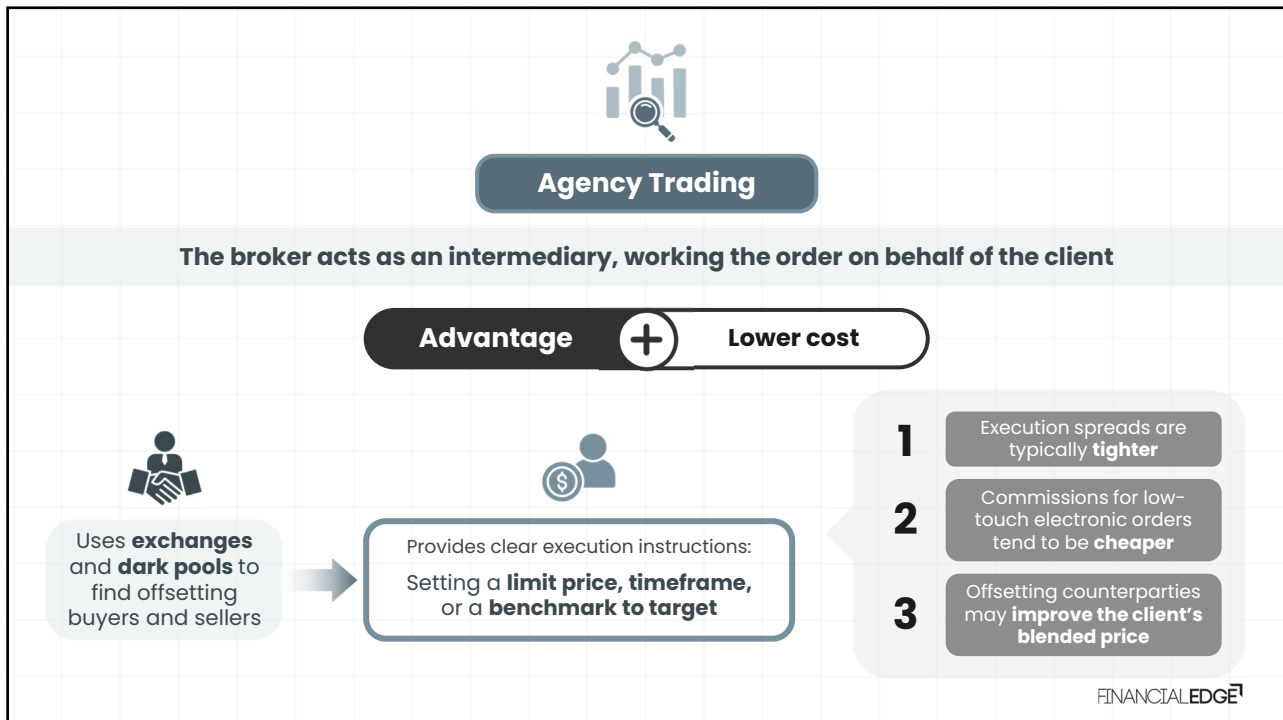 Agency Trading
The broker acts as an intermediary, working the order on behalf of the client
Advantage + Lower cost
Uses exchanges
and dark pools to
find offsetting
buyers and sellers
$
Provides clear execution instructions:
Setting a limit price, timeframe,
or a benchmark to target
1
Execution spreads are
typically tighter
2
Commissions for low-
touch electronic orders
tend to be cheaper
3
Offsetting counterparties
may improve the client's
blended price
FINANCIALEDGE